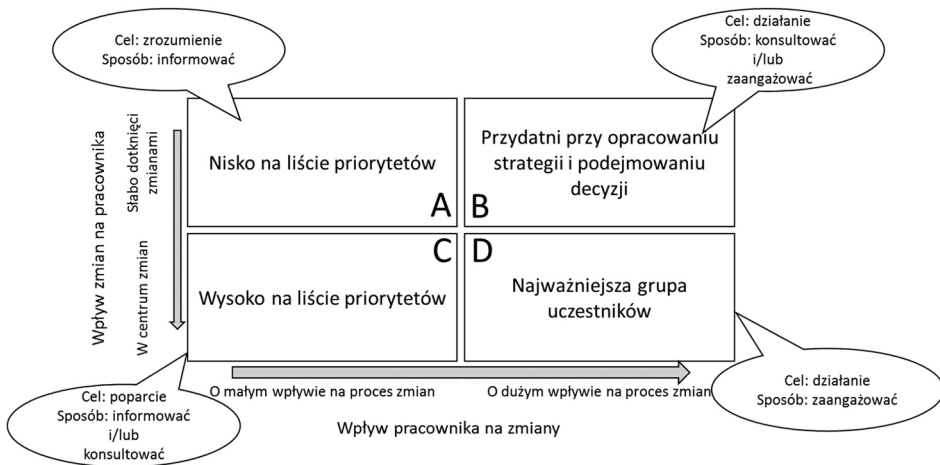 Cel: zrozumienie
Sposób: informować
Cel: działanie
Sposób: konsultować
i/lub
zaangażować
Wpływ zmian na pracownika
Słabo dotknięci
zmianami
W centrum zmian
Nisko na liście priorytetów
A
Przydatni przy opracowaniu
strategii i podejmowaniu
decyzji
B
Wysoko na liście priorytetów
C
Najważniejsza grupa
uczestników
D
Cel: poparcie
Sposób: informować
i/lub
konsultować
O małym wpływie na proces zmian
O dużym wpływie na proces zmian
Wpływ pracownika na zmiany
Cel: działanie
Sposób: zaangażować